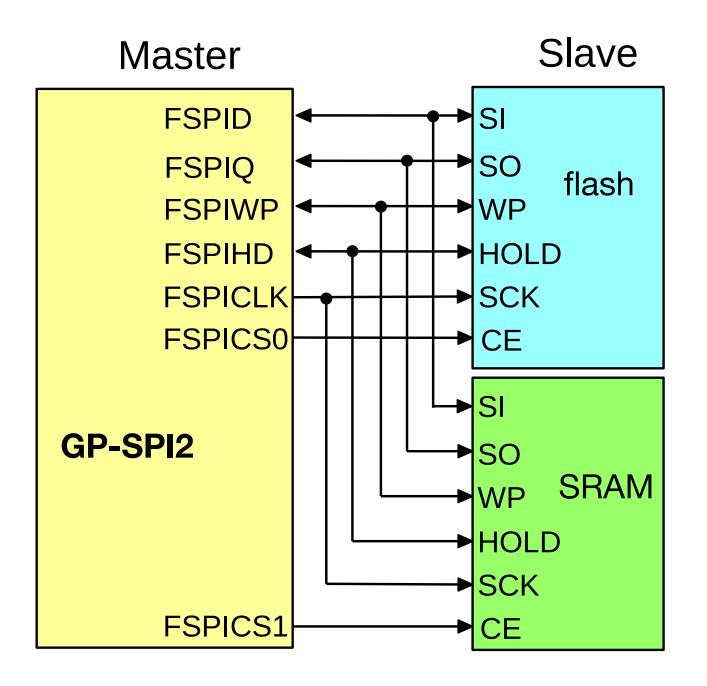 Master
Slave
FSPID
FSPIQ
FSPIWP
FSPIHD
FSPICLK
FSPICS0
GP-SPI2
FSPICS1
SI
SO
flash
WP
HOLD
SCK
CE
SI
SO
SRAM
WP
HOLD
SCK
CE